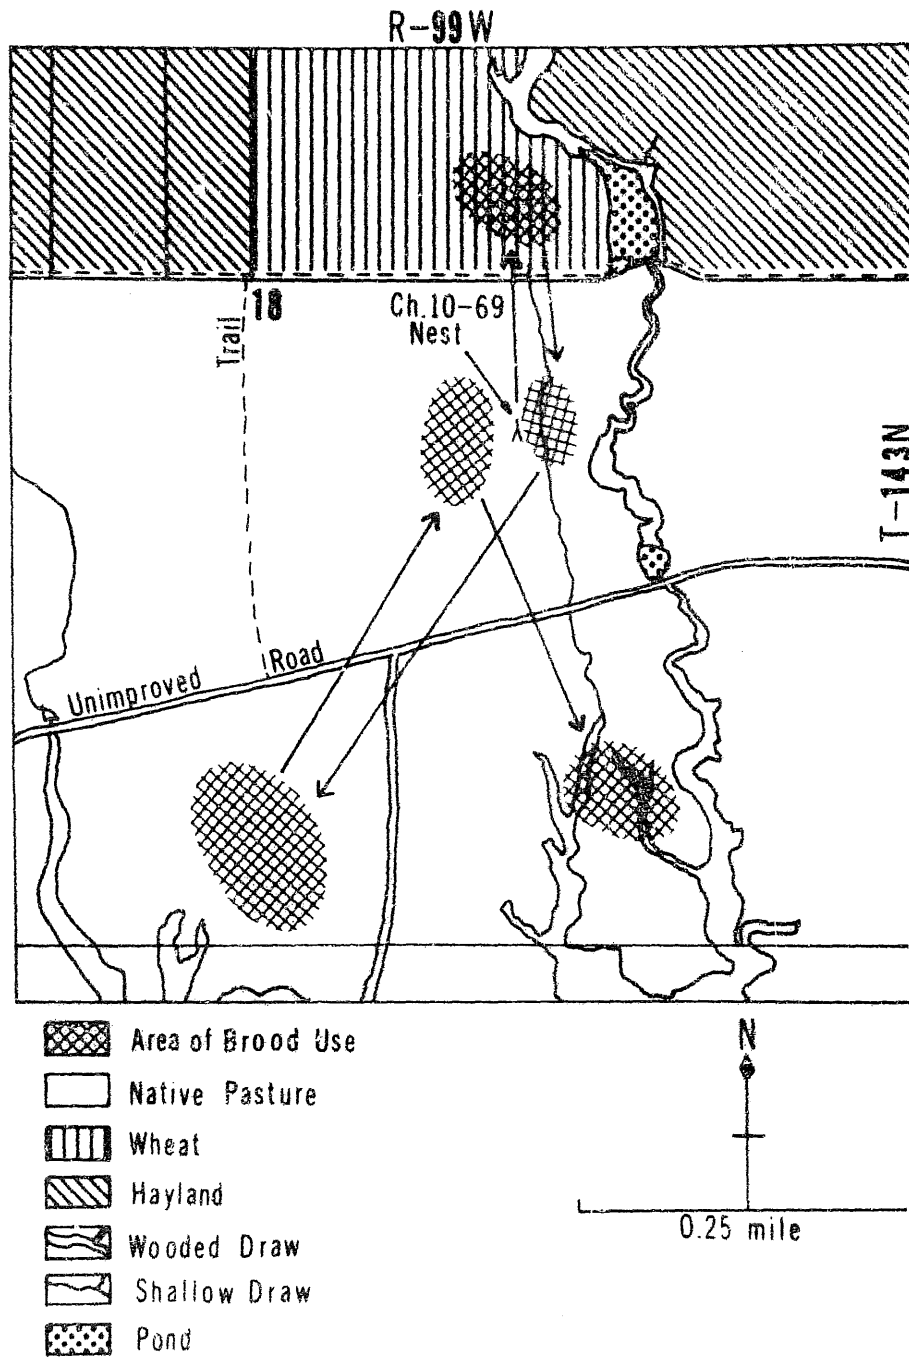 R-99W
18
Ch.10-69
Nest
Trail
T-143N
Unimproved Road
Area of Brood Use
Native Pasture
Wheat
Hayland
Wooded Draw
Shallow Draw
Pond
N
0.25 mile